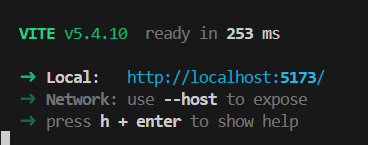 VITE v5.4.10 ready in 253 ms
➜ Local: http://localhost:5173/
➜ Network: use --host to expose
➜ press h + enter to show help